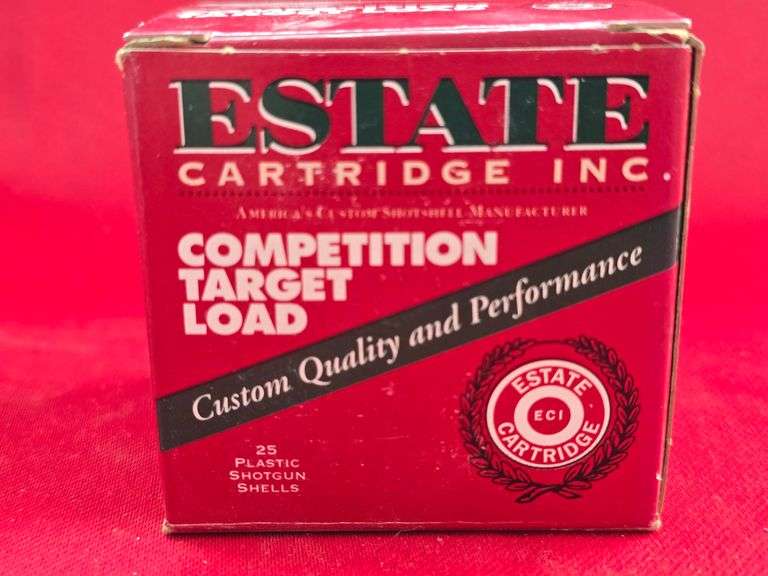 ESTATE
CARTRIDGE INC.
AMERICA'S CUSTOM SHOTSHELL MANUFACTURER
COMPETITION
TARGET
LOAD
Custom Quality and Performance
ESTATE
ECI
CARTRIDGE
25
PLASTIC
SHOTGUN
SHELLS